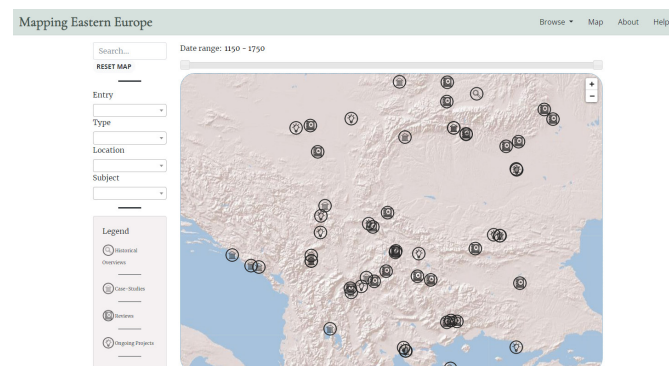 Mapping Eastern Europe
Browse Map About Help
Search...
Date range: 1150 - 1750
RESET MAP
+
−
Entry
Type
Location
Subject
Legend
Historical
Overviews
Case-Studies
Reviews
Ongoing Projects